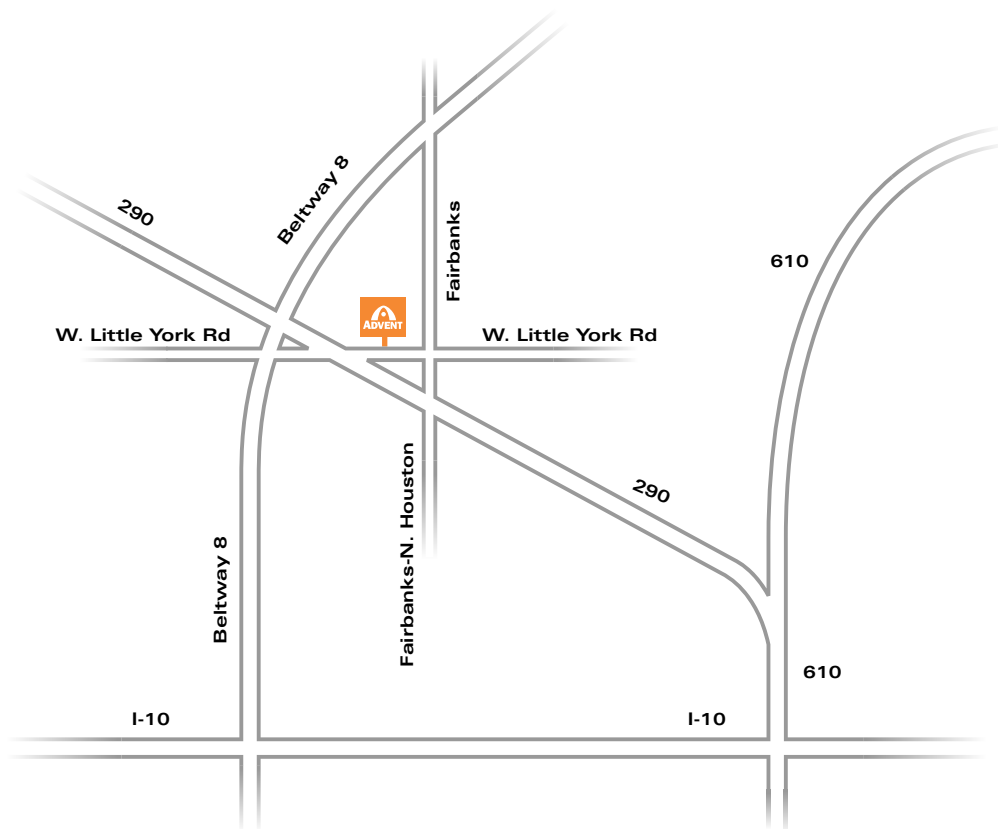 Beltway 8
290
Fairbanks
610
ADVENT
W. Little York Rd
W. Little York Rd
290
Fairbanks-N. Houston
Beltway 8
610
I-10
I-10